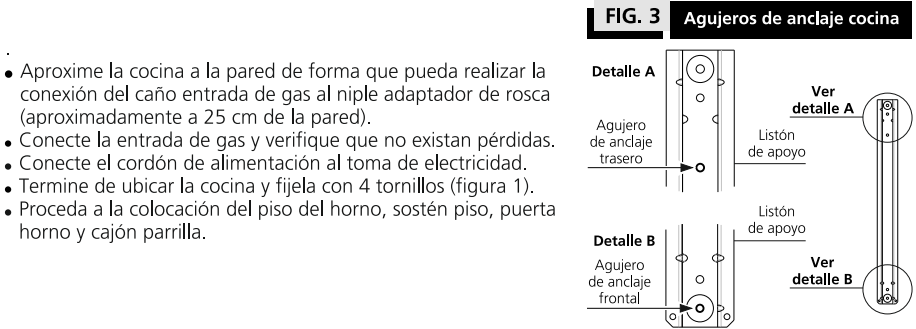 .
• Aproxime la cocina a la pared de forma que pueda realizar la
conexión del caño entrada de gas al niple adaptador de rosca
(aproximadamente a 25 cm de la pared).
• Conecte la entrada de gas y verifique que no existan pérdidas.
• Conecte el cordón de alimentación al toma de electricidad.
• Termine de ubicar la cocina y fijela con 4 tornillos (figura 1).
• Proceda a la colocación del piso del horno, sostén piso, puerta
horno y cajón parrilla.
FIG. 3 Agujeros de anclaje cocina
Detalle A
Agujero
de anclaje
trasero
Listón
de apoyo
Ver
detalle A
Detalle B
Agujero
de anclaje
frontal
Listón
de apoyo
Ver
detalle B